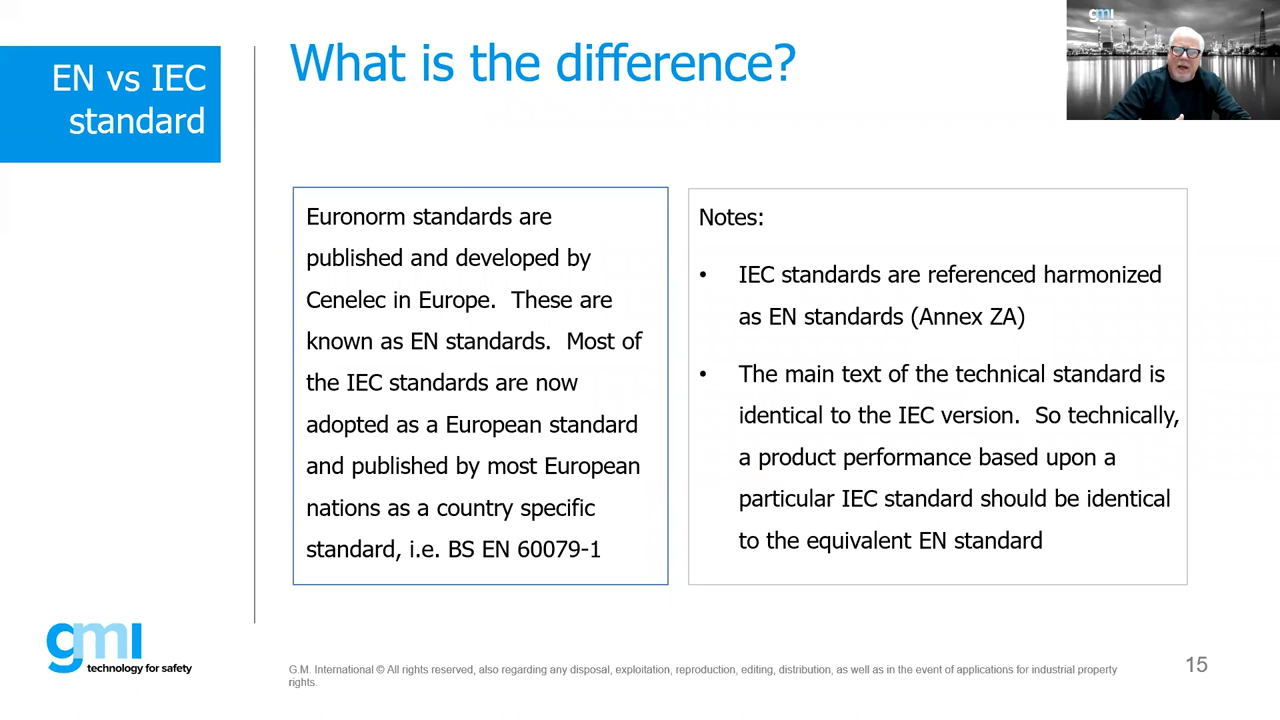 EN vs IEC
standard
What is the difference?
gmi
Euronorm standards are
published and developed by
Cenelec in Europe.  These are
known as EN standards.  Most of
the IEC standards are now
adopted as a European standard
and published by most European
nations as a country specific
standard, i.e. BS EN 60079-1
Notes:
• IEC standards are referenced harmonized
as EN standards (Annex ZA)
• The main text of the technical standard is
identical to the IEC version.  So technically,
a product performance based upon a
particular IEC standard should be identical
to the equivalent EN standard
gmi
technology for safety
G.M. International © All rights reserved, also regarding any disposal, exploitation, reproduction, editing, distribution, as well as in the event of applications for industrial property
rights.
15